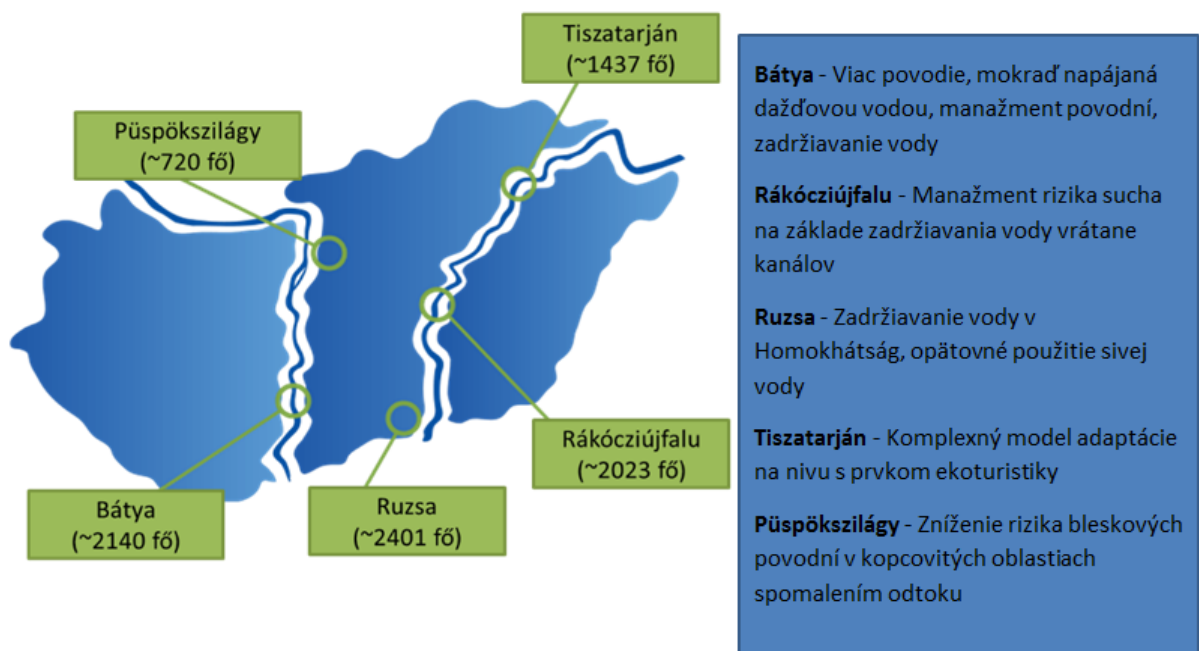 Tiszatarján
(~1437 fő)
Püspökszilágy
(~720 fő)
Rákócziújfalu
(~2023 fő)
Bátya
(~2140 fő)
Ruzsa
(~2401 fő)
Bátya - Viac povodie, mokraď napájaná
dažďovou vodou, manažment povodní,
zadržiavanie vody
Rákócziújfalu - Manažment rizika sucha
na základe zadržiavania vody vrátane
kanálov
Ruzsa - Zadržiavanie vody v
Homokhátság, opätovné použitie sivej
vody
Tiszatarján - Komplexný model adaptácie
na nivu s prvkom ekoturistiky
Püspökszilágy - Zníženie rizika bleskových
povodní v kopcovitých oblastiach
spomalením odtoku